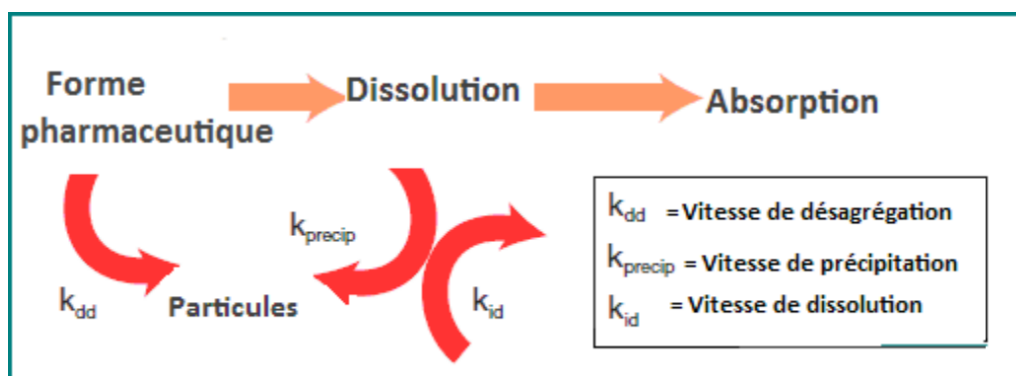 Forme
pharmaceutique
Dissolution
Absorption
kprecip
kdd
Particules
kid
kdd = Vitesse de désagrégation
kprecip = Vitesse de précipitation
kid = Vitesse de dissolution